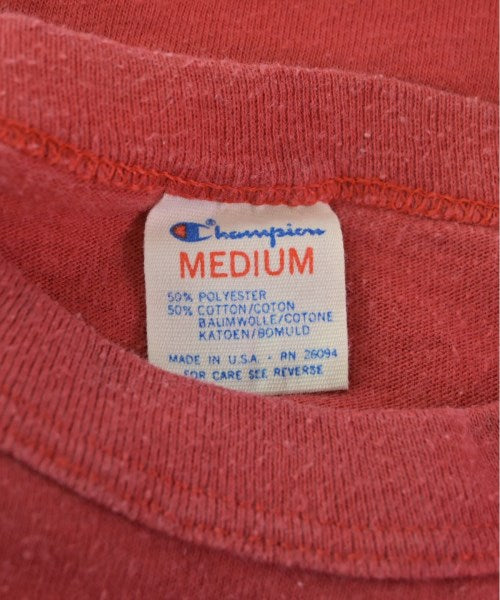 Champion
MEDIUM
50% POLYESTER
50% COTTON/COTON
BAUMWOLLE/COTONE
KATOEN/BOMULD
MADE IN U.S.A. - RN 26094
FOR CARE SEE REVERSE